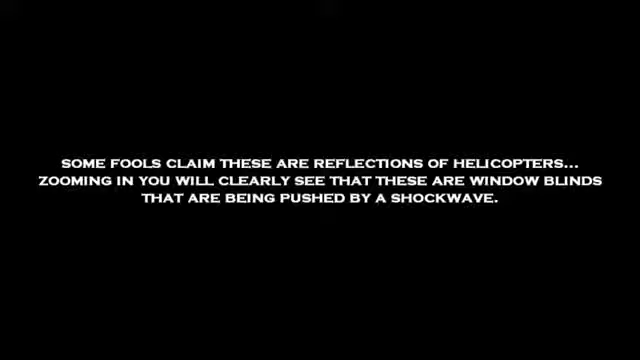 SOME FOOLS CLAIM THESE ARE REFLECTIONS OF HELICOPTERS...
ZOOMING IN YOU WILL CLEARLY SEE THAT THESE ARE WINDOW BLINDS
THAT ARE BEING PUSHED BY A SHOCKWAVE.